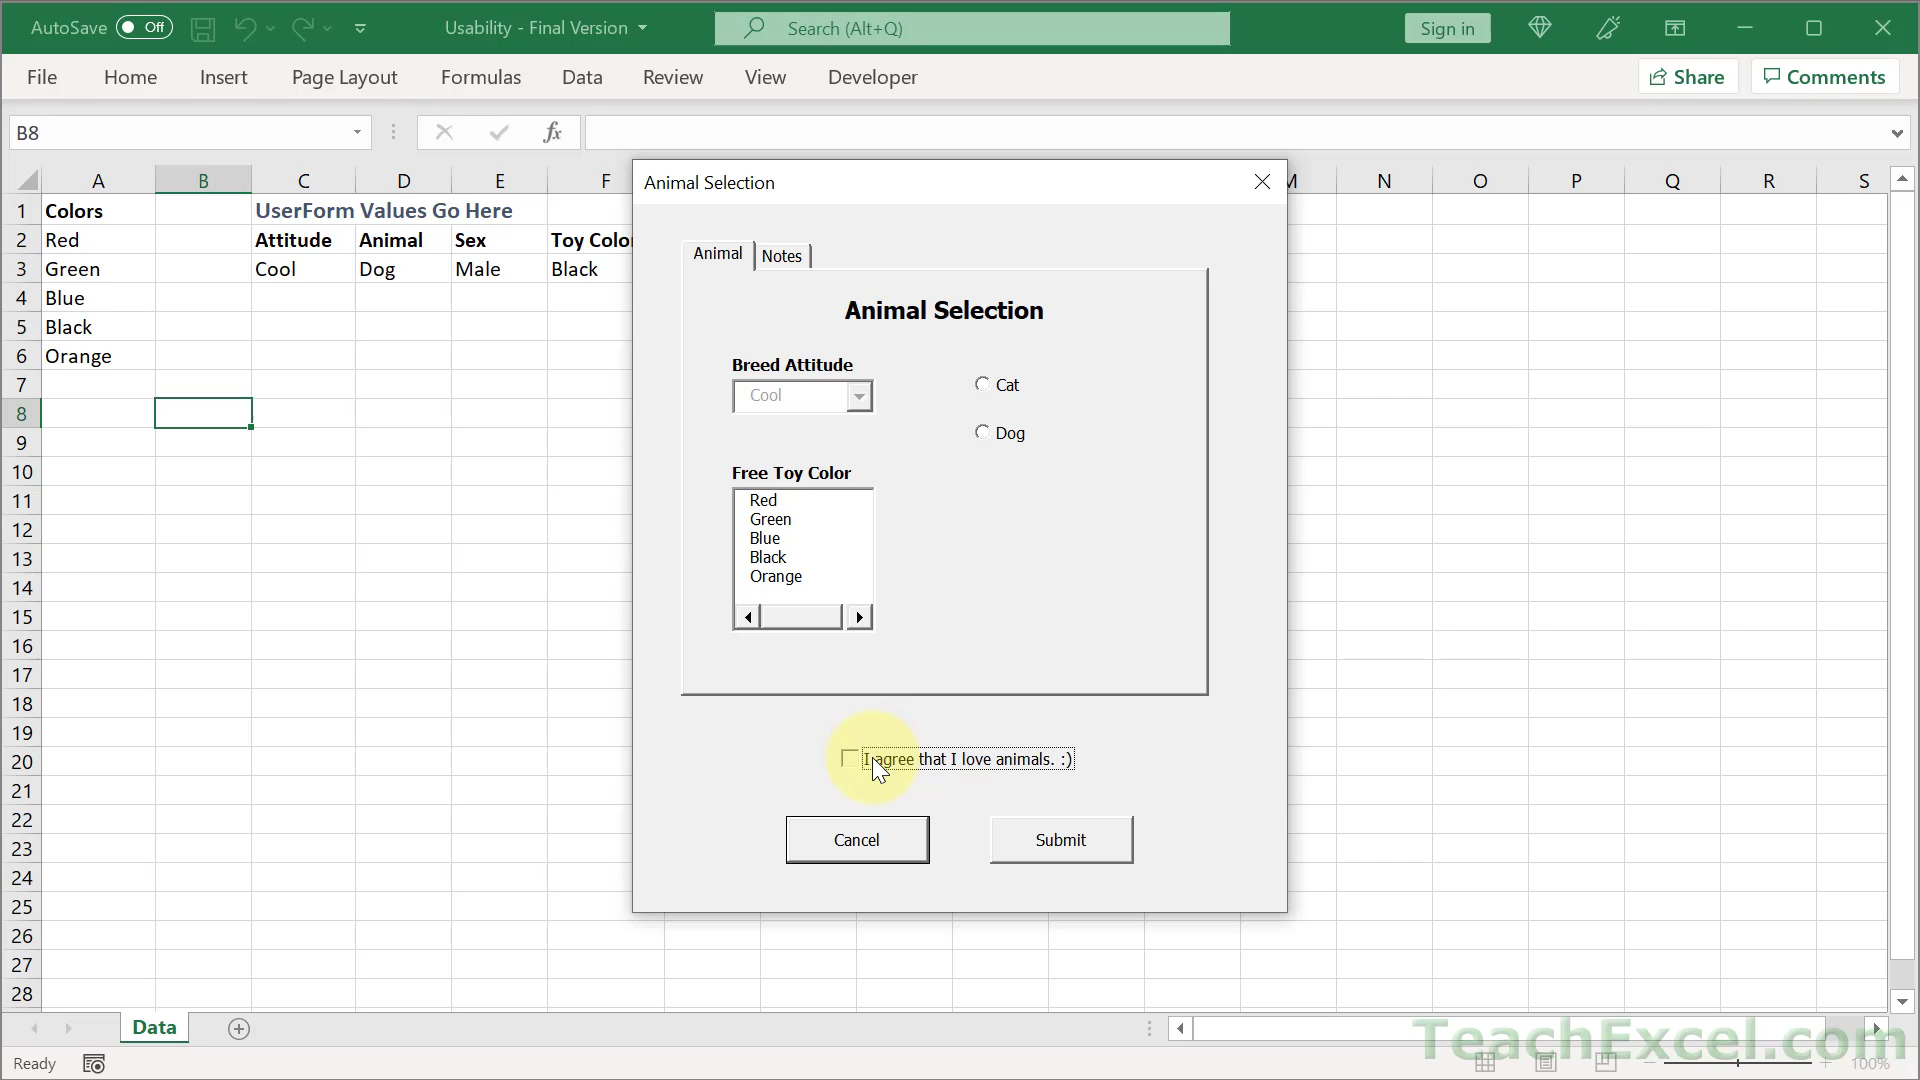 AutoSave Off Usability - Final Version Search (Alt+Q) Sign in
File Home Insert Page Layout Formulas Data Review View Developer Share Comments
B8 fx
A B C D E F M N O P Q R S
1 Colors UserForm Values Go Here
2 Red Attitude Animal Sex Toy Color
3 Green Cool Dog Male Black
4 Blue
5 Black
6 Orange
7
8
9
10
11
12
13
14
15
16
17
18
19
20
21
22
23
24
25
26
27
28
Animal Selection
Animal Notes
Animal Selection
Breed Attitude
Cool
Cat
Dog
Free Toy Color
Red
Green
Blue
Black
Orange
I agree that I love animals. :)
Cancel Submit
Data
TeachExcel.com
Ready 100%